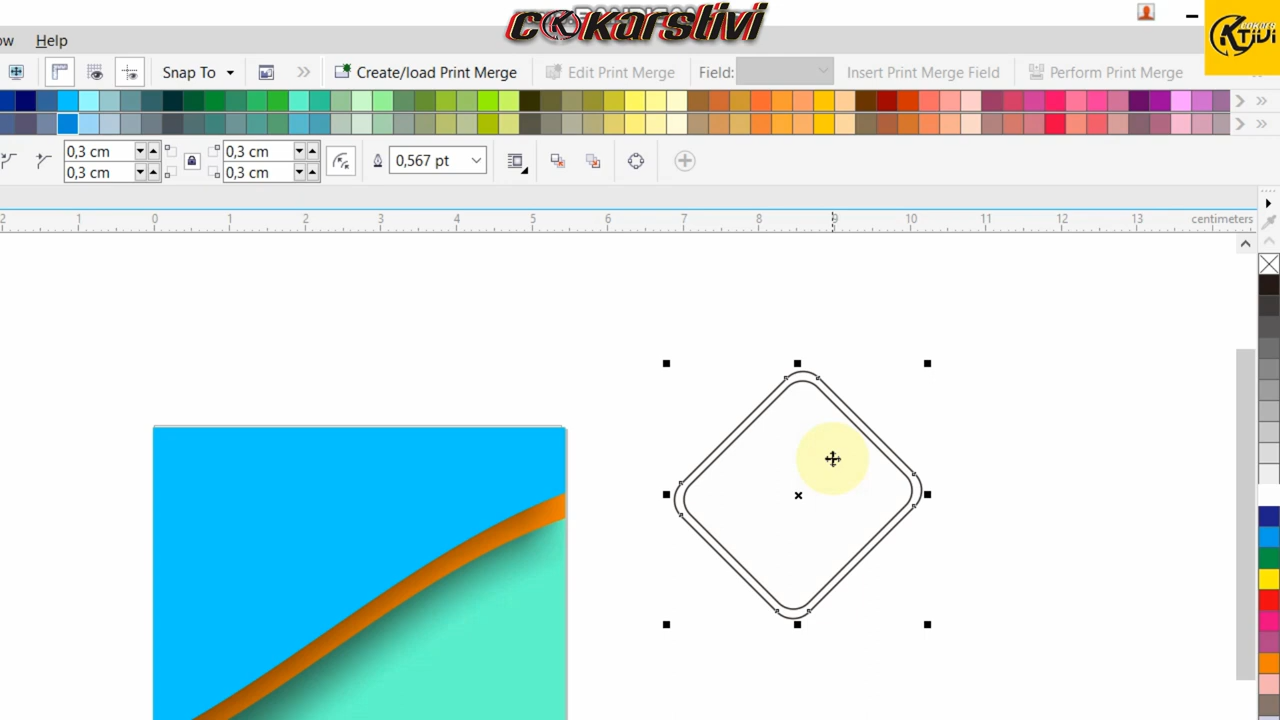 cokarstivi
KTIVI
ow Help
Snap To Create/load Print Merge Edit Print Merge Field: Insert Print Merge Field Perform Print Merge
0,3 cm 0,3 cm 0,567 pt
0,3 cm 0,3 cm
2 1 0 1 2 3 4 5 6 7 8 9 10 11 12 13 centimeters